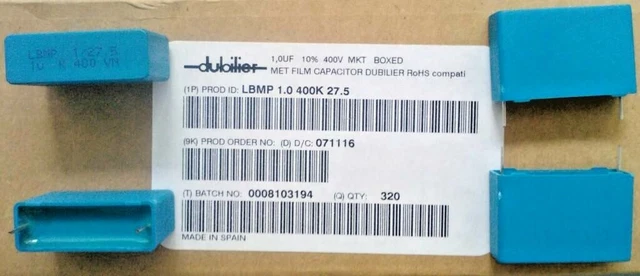 LBMP 1/27.5
1U K 400 VM
dubilier
1,0UF 10% 400V MKT BOXED
MET FILM CAPACITOR DUBILIER RoHS compati
(1P) PROD ID: LBMP 1.0 400K 27.5
(9K) PROD ORDER NO: (D) D/C: 071116
(T) BATCH NO: 0008103194 (Q) QTY: 320
MADE IN SPAIN